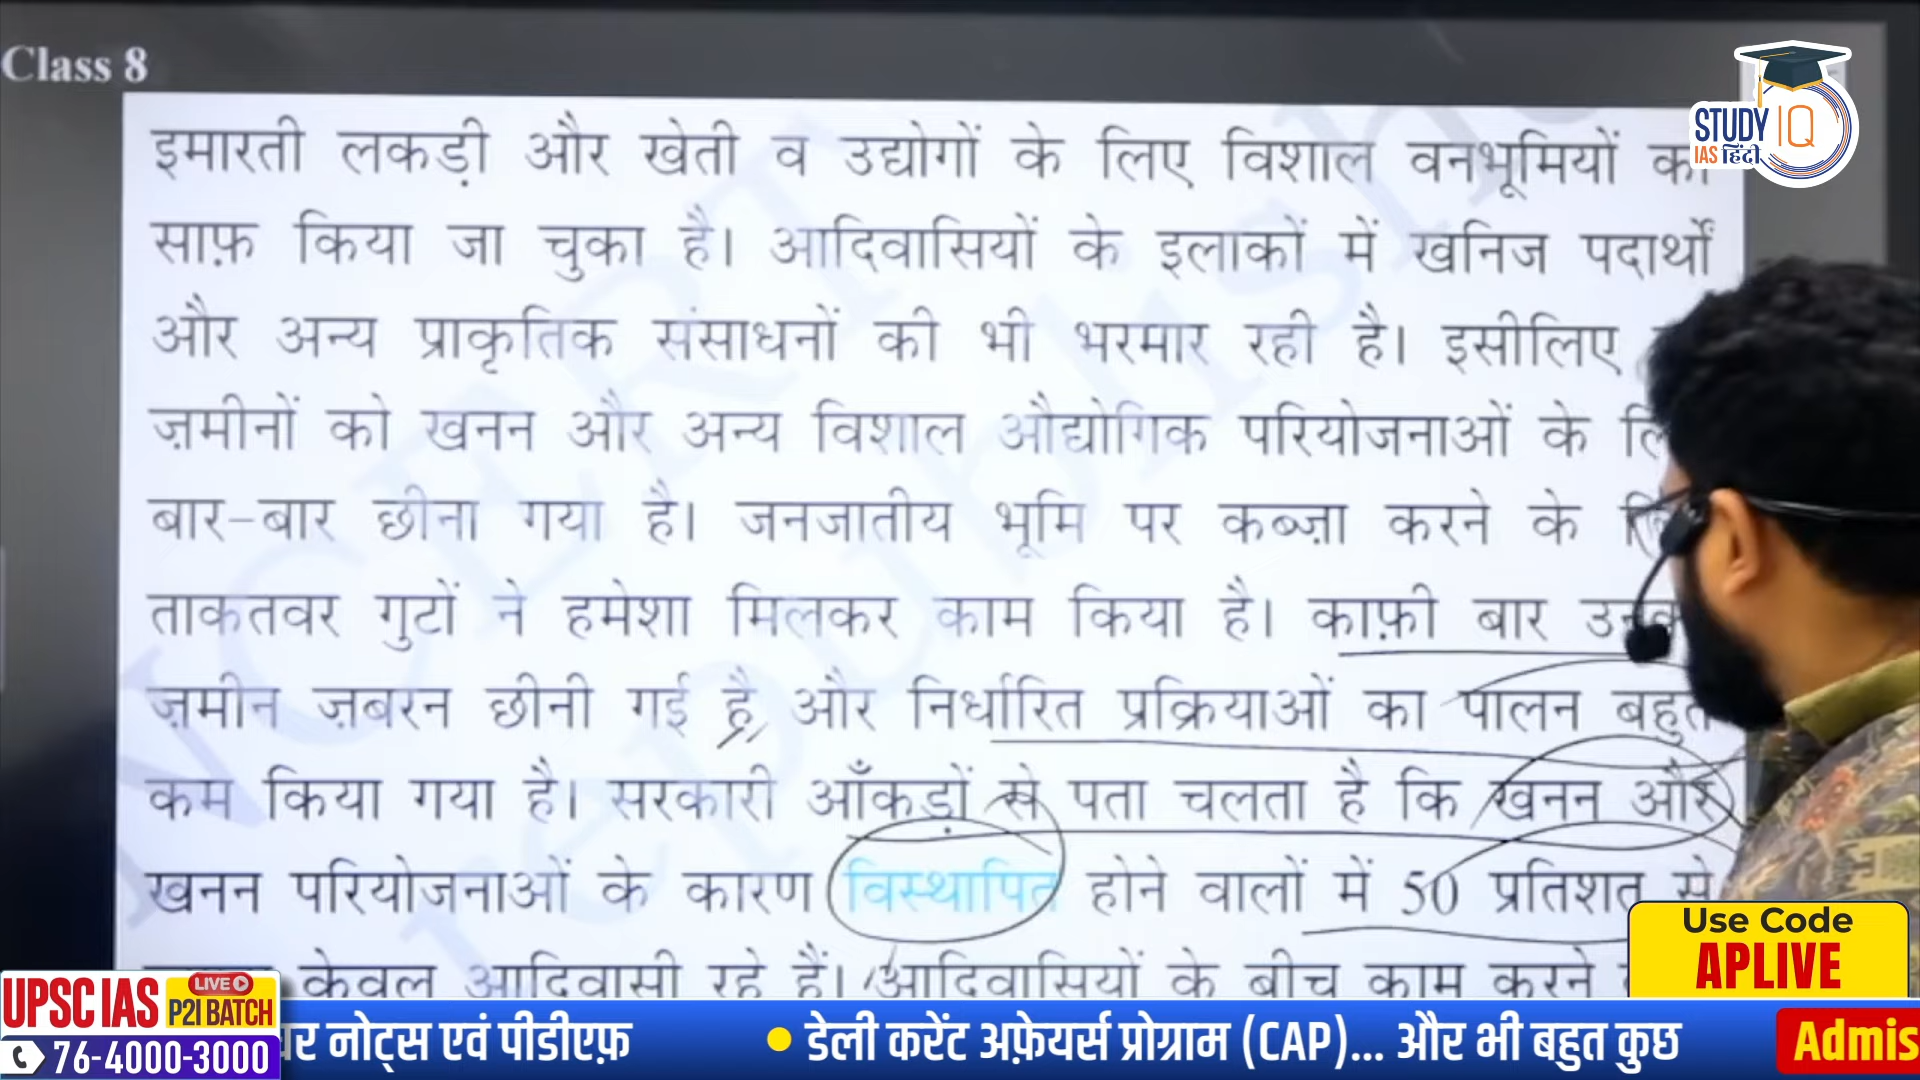 Class 8
STUDY IQ
IAS हिंदी
इमारती लकड़ी और खेती व उद्योगों के लिए विशाल वनभूमियों को
साफ़ किया जा चुका है। आदिवासियों के इलाकों में खनिज पदार्थों
और अन्य प्राकृतिक संसाधनों की भी भरमार रही है। इसीलिए
ज़मीनों को खनन और अन्य विशाल औद्योगिक परियोजनाओं के
बार-बार छीना गया है। जनजातीय भूमि पर कब्ज़ा करने के
ताकतवर गुटों ने हमेशा मिलकर काम किया है। काफ़ी बार
ज़मीन ज़बरन छीनी गई है, और निर्धारित प्रक्रियाओं का पालन बहुत
कम किया गया है। सरकारी आँकड़ों से पता चलता है कि खनन और
खनन परियोजनाओं के कारण विस्थापित होने वालों में 50 प्रतिशत से
केवल आदिवासी रहे हैं। आदिवासियों के बीच काम करने
Use Code
APLIVE
UPSC IAS LIVE P2I BATCH
76-4000-3000
नोट्स एवं पीडीएफ़ डेली करेंट अफ़ेयर्स प्रोग्राम (CAP)... और भी बहुत कुछ Admis